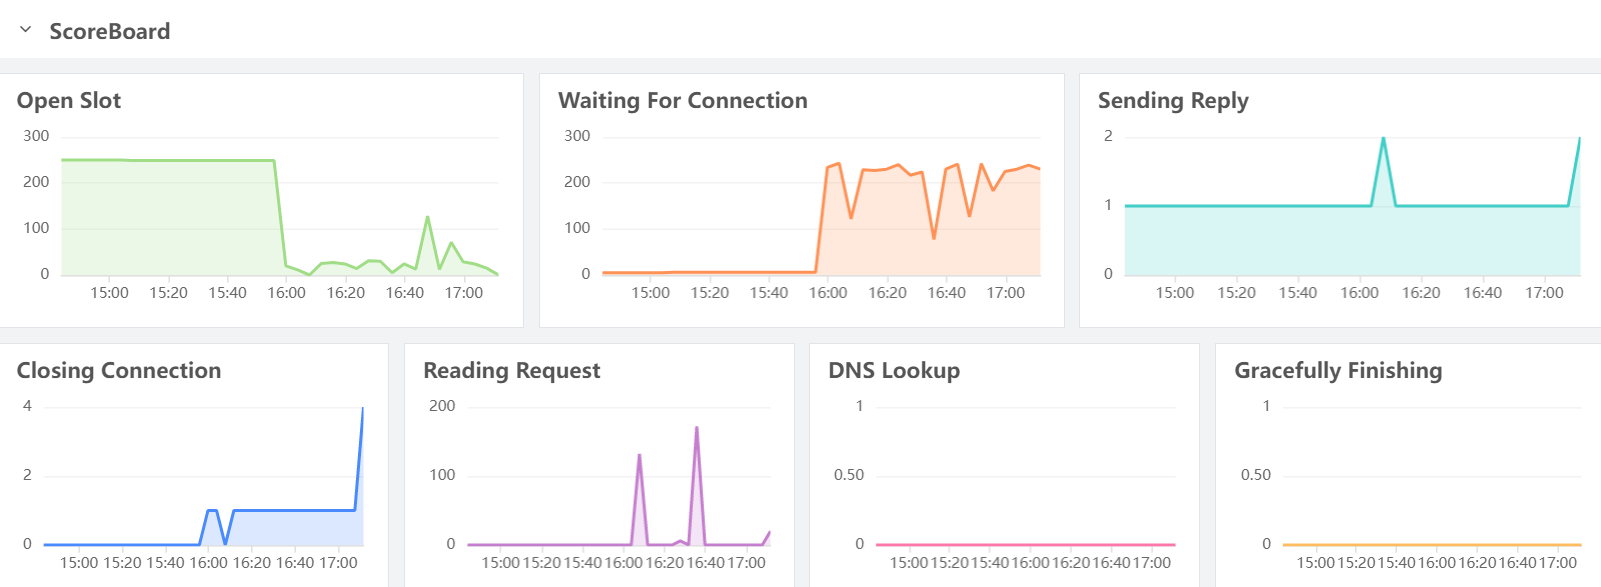 ScoreBoard
Open Slot
300
200
100
0
15:00 15:20 15:40 16:00 16:20 16:40 17:00
Waiting For Connection
300
200
100
0
15:00 15:20 15:40 16:00 16:20 16:40 17:00
Sending Reply
2
1
0
15:00 15:20 15:40 16:00 16:20 16:40 17:00
Closing Connection
4
2
0
15:00 15:20 15:40 16:00 16:20 16:40 17:00
Reading Request
200
100
0
15:00 15:20 15:40 16:00 16:20 16:40 17:00
DNS Lookup
1
0.50
0
15:00 15:20 15:40 16:00 16:20 16:40 17:00
Gracefully Finishing
1
0.50
0
15:00 15:20 15:40 16:00 16:20 16:40 17:00